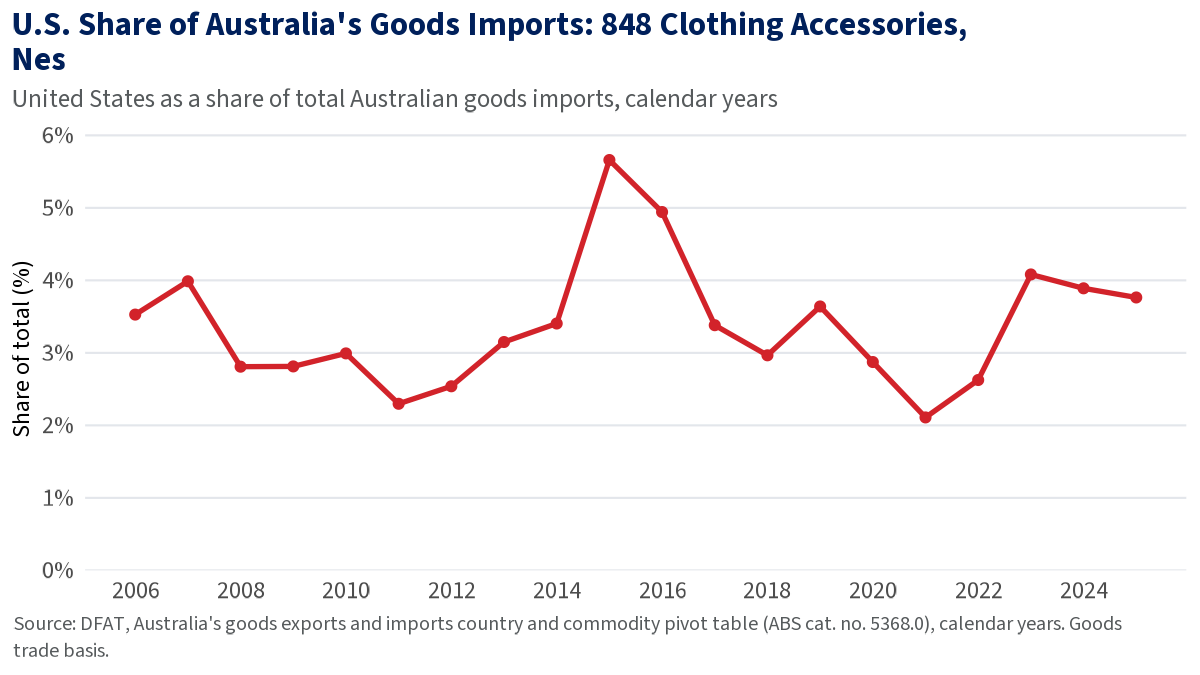 U.S. Share of Australia's Goods Imports: 848 Clothing Accessories,
Nes
United States as a share of total Australian goods imports, calendar years
Share of total (%)
6%
5%
4%
3%
2%
1%
0%
2006 2008 2010 2012 2014 2016 2018 2020 2022 2024
Source: DFAT, Australia's goods exports and imports country and commodity pivot table (ABS cat. no. 5368.0), calendar years. Goods
trade basis.